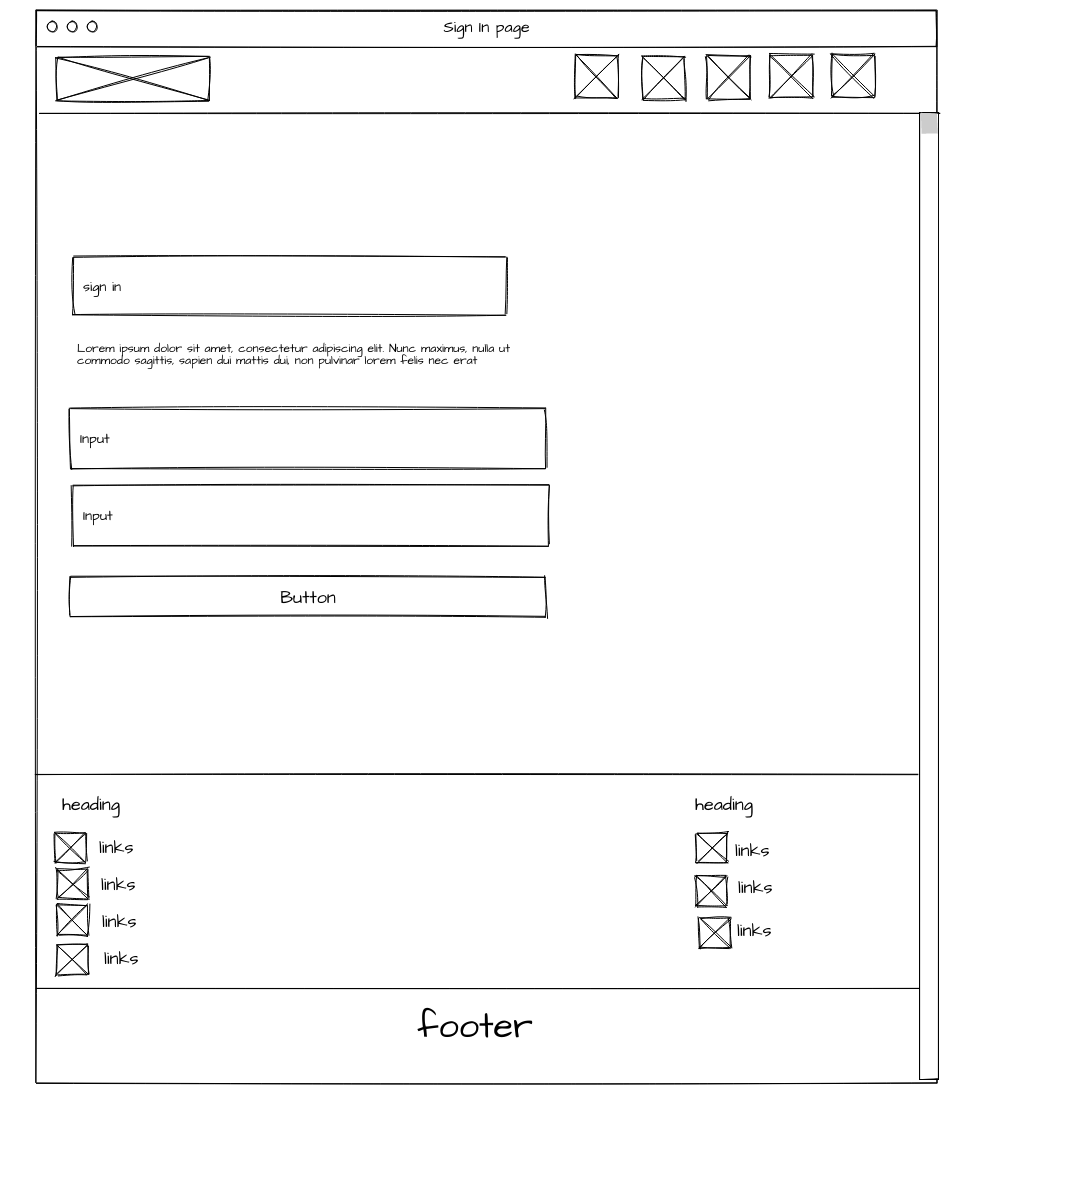 Sign In page
sign in
Lorem ipsum dolor sit amet, consectetur adipiscing elit. Nunc maximus, nulla ut
commodo sagittis, sapien dui mattis dui, non pulvinar lorem felis nec erat
Input
Input
Button
heading
links
links
links
links
heading
links
links
links
footer